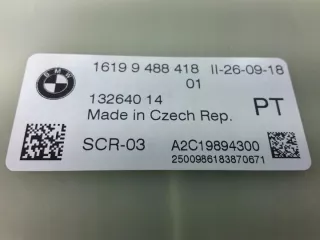 BMW
1619 9 488 418 II-26-09-18
01
132640 14 PT
Made in Czech Rep.
SCR-03 A2C19894300
2500986183870671